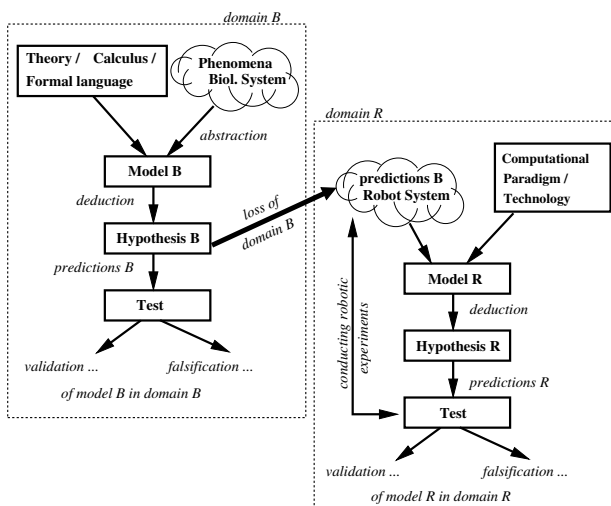 domain B
Theory / Calculus /
Formal language
Phenomena
Biol. System
abstraction
Model B
deduction
Hypothesis B
predictions B
Test
validation ...
falsification ...
of model B in domain B
loss of
domain B
domain R
predictions B
Robot System
Computational
Paradigm /
Technology
Model R
deduction
Hypothesis R
predictions R
conducting robotic
experiments
Test
validation ...
falsification ...
of model R in domain R